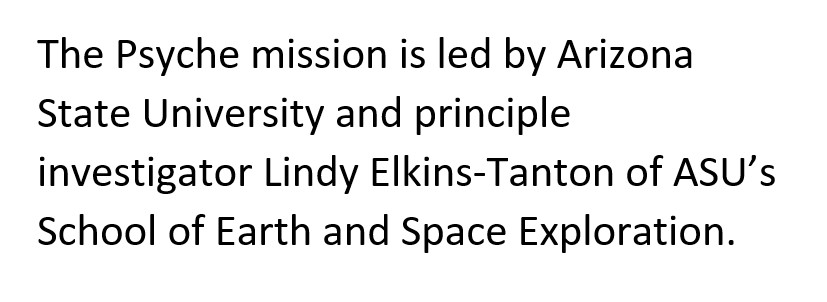 The Psyche mission is led by Arizona
State University and principle
investigator Lindy Elkins-Tanton of ASU’s
School of Earth and Space Exploration.